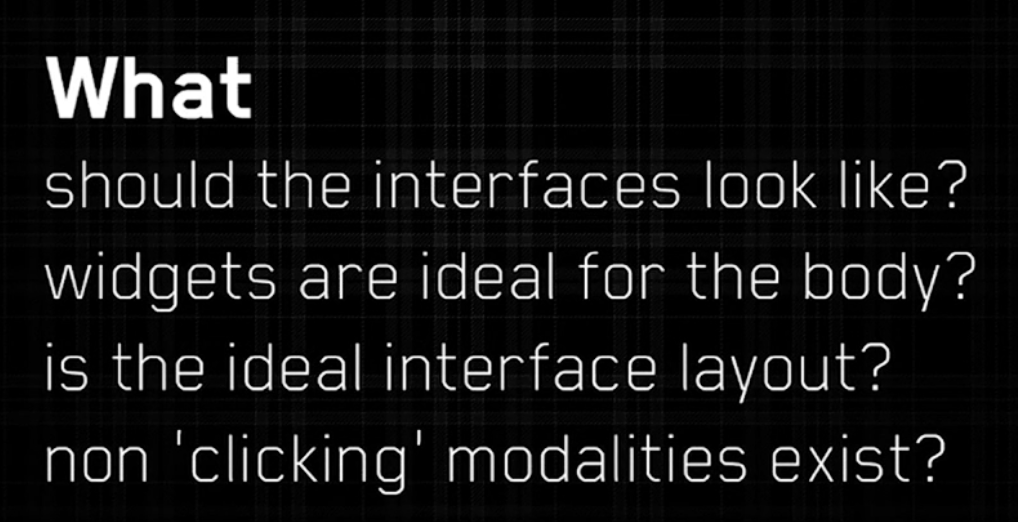 What
should the interfaces look like?
widgets are ideal for the body?
is the ideal interface layout?
non 'clicking' modalities exist?